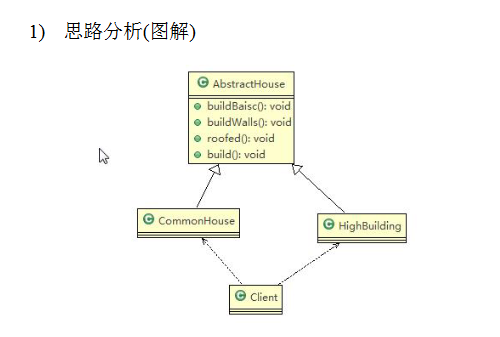 1) 思路分析(图解)
C AbstractHouse
buildBaisc(): void
buildWalls(): void
roofed(): void
build(): void
C CommonHouse
C HighBuilding
C Client